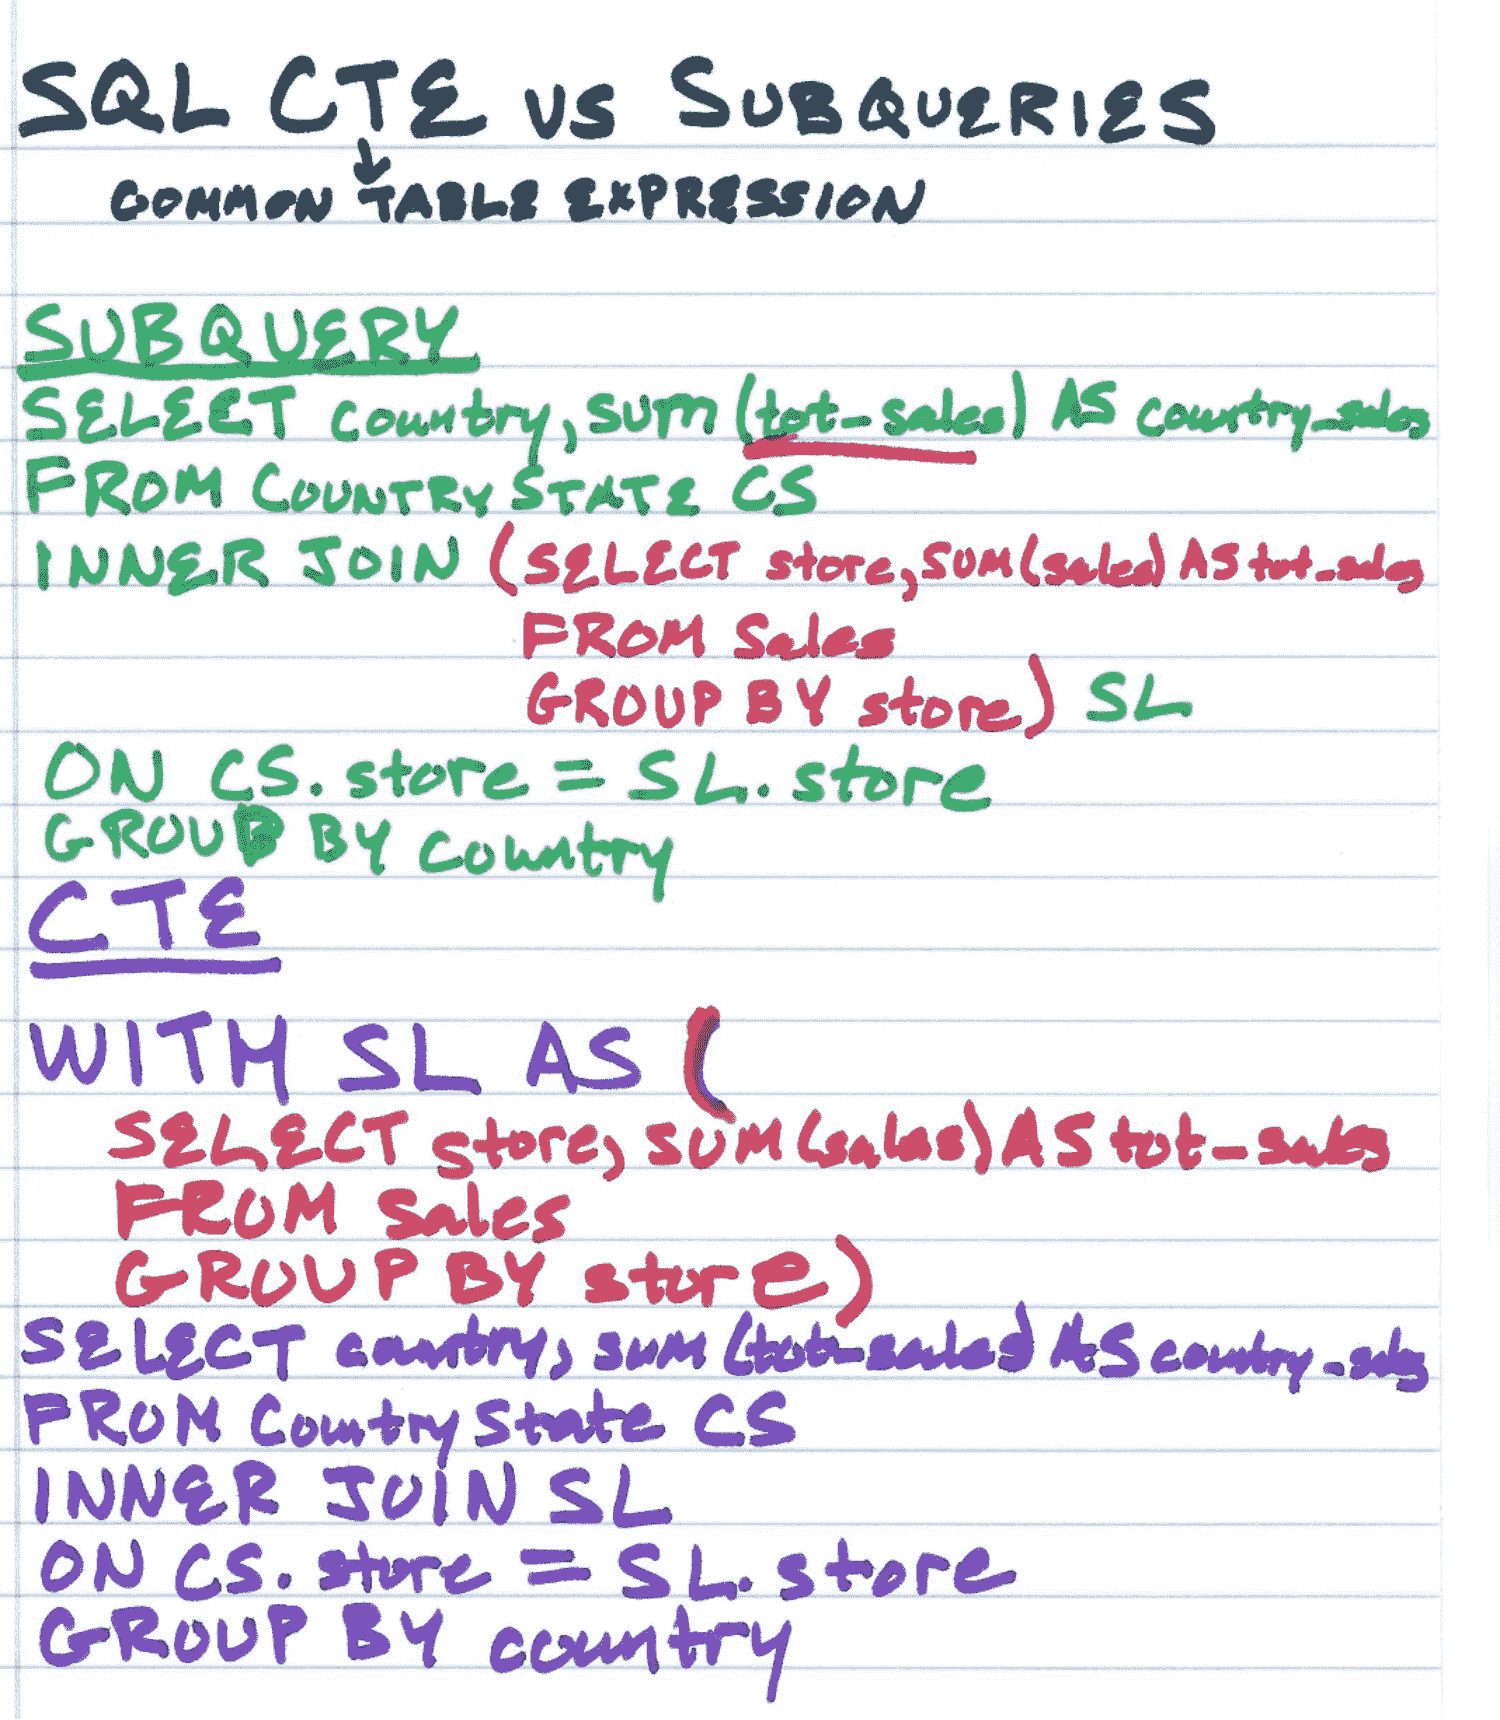 SQL CTE vs SUBQUERIES
COMMON TABLE EXPRESSION
SUBQUERY
SELECT country, sum (tot-sales) AS country_sales
FROM COUNTRY STATE CS
INNER JOIN (SELECT store, SUM(sales) AS tot_sales
FROM Sales
GROUP BY store) SL
ON CS.store = SL.store
GROUP BY country
CTE
WITH SL AS (
SELECT store, SUM(sales) AS tot-sales
FROM sales
GROUP BY store)
SELECT country, sum (tot-sales) AS country-sales
FROM Country State CS
INNER JOIN SL
ON CS.store = SL.store
GROUP BY country